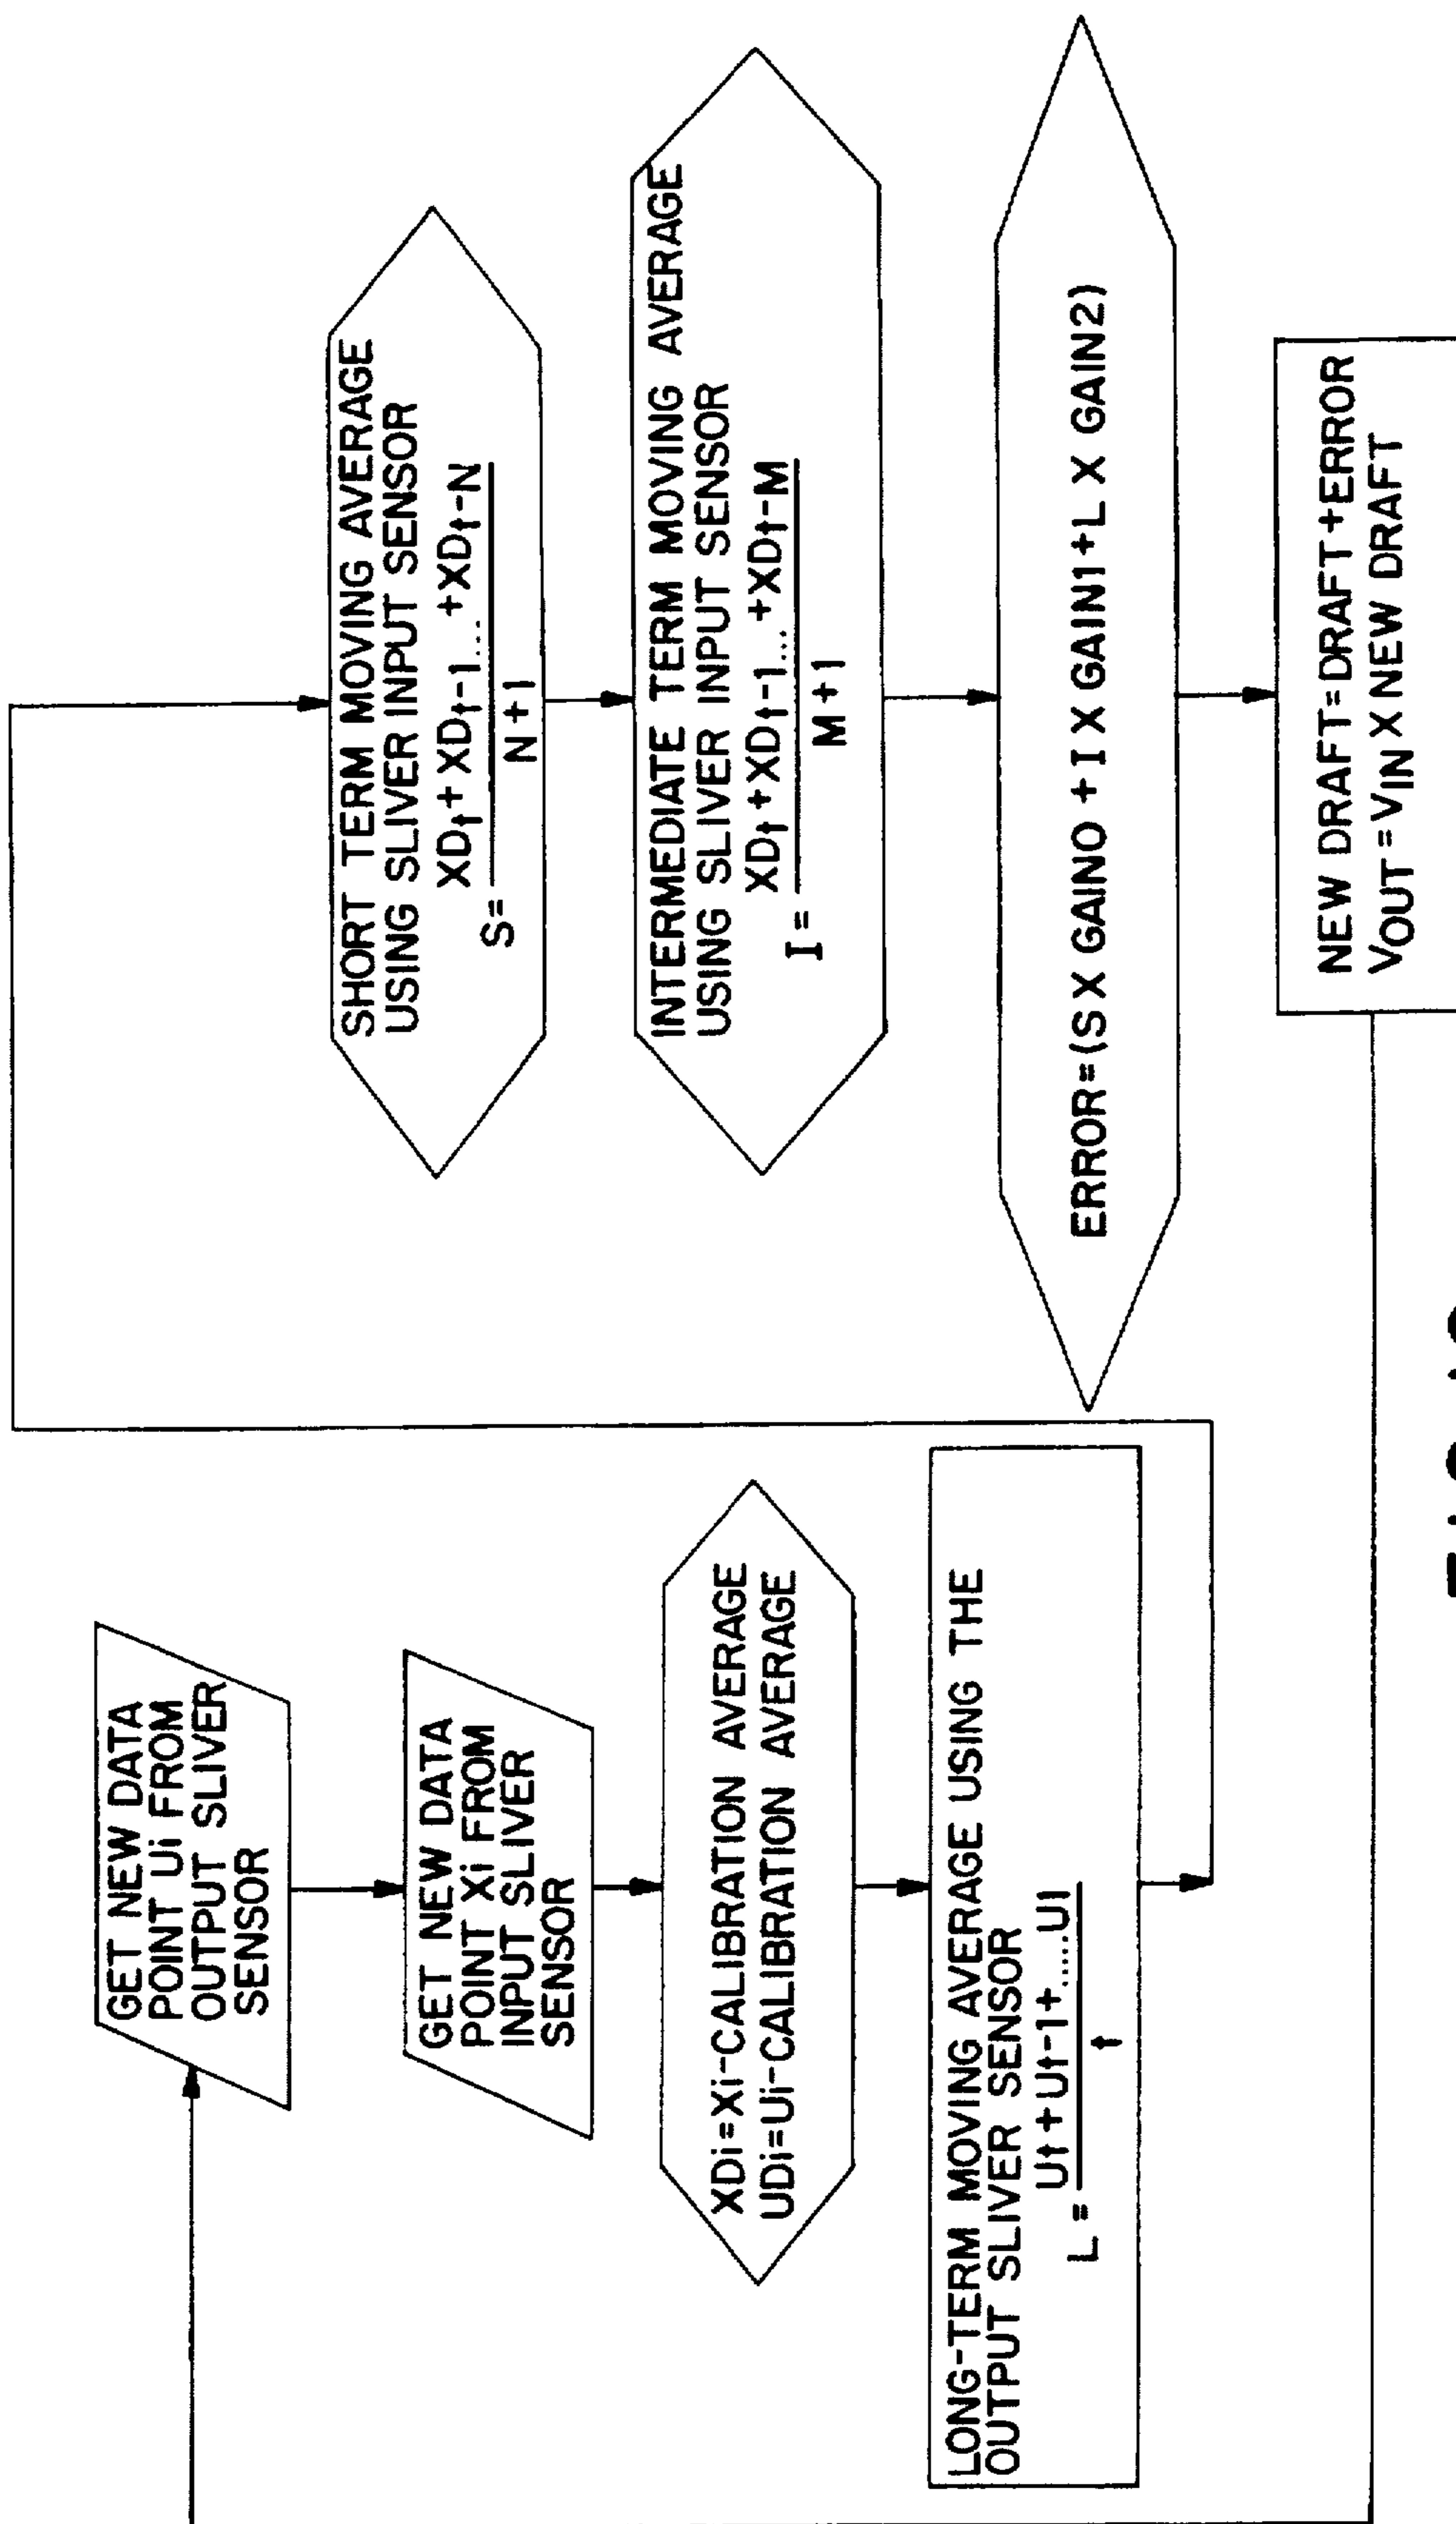 GET NEW DATA
POINT Ui FROM
OUTPUT SLIVER
SENSOR
GET NEW DATA
POINT Xi FROM
INPUT SLIVER
SENSOR
XDi=Xi-CALIBRATION AVERAGE
UDi=Ui-CALIBRATION AVERAGE
LONG-TERM MOVING AVERAGE USING THE
OUTPUT SLIVER SENSOR
Ut+Ut-1+.....U1
L=
t
SHORT TERM MOVING AVERAGE
USING SLIVER INPUT SENSOR
XDt+XDt-1...+XDt-N
S=
N+1
INTERMEDIATE TERM MOVING AVERAGE
USING SLIVER INPUT SENSOR
XDt+XDt-1...+XDt-M
I=
M+1
ERROR=(S X GAINO + I X GAIN1+L X GAIN2)
NEW DRAFT=DRAFT+ERROR
VOUT=VIN X NEW DRAFT